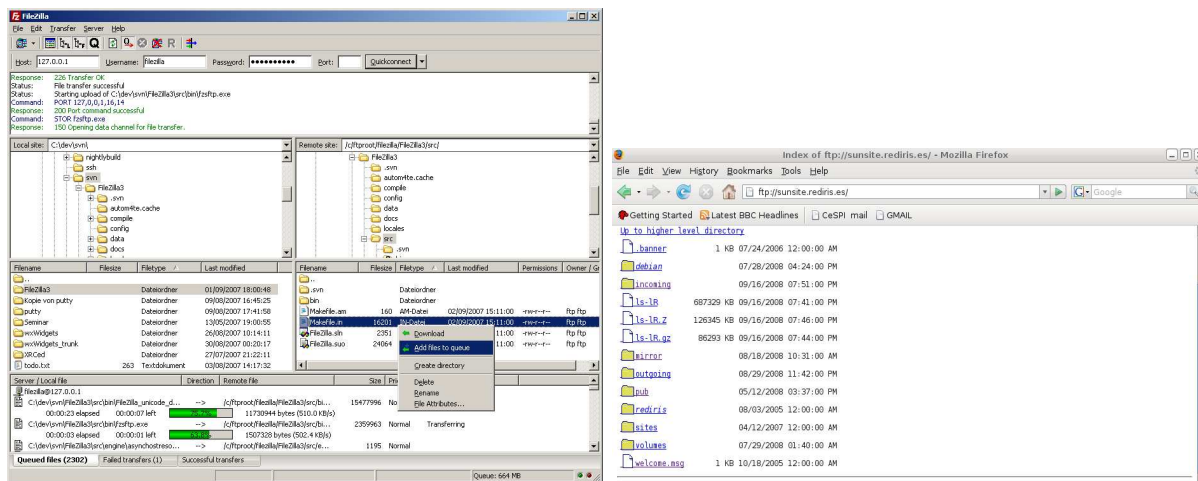 FileZilla
File Edit Transfer Server Help
Host: 127.0.0.1 Username: filezilla Password: •••••••••• Port: Quickconnect
Response: 226 Transfer OK
Status: File transfer successful
Status: Starting upload of C:\dev\svn\FileZilla3\src\bin\fzsftp.exe
Command: PORT 127,0,0,1,16,14
Response: 200 Port command successful
Command: STOR fzsftp.exe
Response: 150 Opening data channel for file transfer.
Local site: C:\dev\svn\
nightlybuild
ssh
svn
FileZilla3
.svn
autom4te.cache
compile
config
data
docs
Remote site: /c/ftproot/filezilla/FileZilla3/src/
FileZilla3
.svn
autom4te.cache
compile
config
data
docs
locales
src
.svn
Filename Filesize Filetype Last modified
..
FileZilla3 Dateiordner 01/09/2007 18:00:48
Kopie von putty Dateiordner 09/08/2007 16:45:25
putty Dateiordner 09/08/2007 17:41:58
Seminar Dateiordner 13/05/2007 19:00:55
wxWidgets Dateiordner 26/08/2007 10:14:11
wxWidgets_trunk Dateiordner 30/08/2007 00:20:17
XRCed Dateiordner 27/07/2007 21:22:11
todo.txt 263 Textdokument 03/08/2007 14:17:32
Filename Filesize Filetype Last modified Permissions Owner / G
..
.svn Dateiordner
bin Dateiordner
Makefile.am 160 AM-Datei 02/09/2007 15:11:00 -rw-r--r-- ftp ftp
Makefile.in 16201 IN-Datei 02/09/2007 15:11:00 -rw-r--r-- ftp ftp
FileZilla.sln 2351 11:00 -rw-r--r-- ftp ftp
FileZilla.suo 24064 11:00 -rw-r--r-- ftp ftp
Download
Add files to queue
Create directory
Delete
Rename
File Attributes...
Server / Local file Direction Remote file Size Pri
filezilla@127.0.0.1
C:\dev\svn\FileZilla3\src\bin\FileZilla_unicode_d... --> /c/ftproot/filezilla/FileZilla3/src/bi... 15477996 No
00:00:23 elapsed 00:00:07 left 11730944 bytes (510.0 KB/s)
C:\dev\svn\FileZilla3\src\bin\fzsftp.exe --> /c/ftproot/filezilla/FileZilla3/src/bi... 2359963 Normal Transferring
00:00:03 elapsed 00:00:01 left 1507328 bytes (502.4 KB/s)
C:\dev\svn\FileZilla3\src\engine\asynchostreso... --> /c/ftproot/filezilla/FileZilla3/src/e... 1195 Normal
Queued files (2302) Failed transfers (1) Successful transfers
Queue: 664 MB
Index of ftp://sunsite.rediris.es/ - Mozilla Firefox
File Edit View History Bookmarks Tools Help
ftp://sunsite.rediris.es/ Google
Getting Started Latest BBC Headlines CeSPI mail GMAIL
Up to higher level directory
.banner 1 KB 07/24/2006 12:00:00 AM
debian 07/28/2008 04:24:00 PM
incoming 09/16/2008 07:51:00 PM
ls-lR 687329 KB 09/16/2008 07:41:00 PM
ls-lR.Z 126345 KB 09/16/2008 07:46:00 PM
ls-lR.gz 86293 KB 09/16/2008 07:44:00 PM
mirror 08/18/2008 10:31:00 AM
outgoing 08/29/2008 11:42:00 PM
pub 05/12/2008 03:37:00 PM
rediris 08/03/2005 12:00:00 AM
sites 04/12/2007 12:00:00 AM
volumes 07/29/2008 01:40:00 AM
welcome.msg 1 KB 10/18/2005 12:00:00 AM